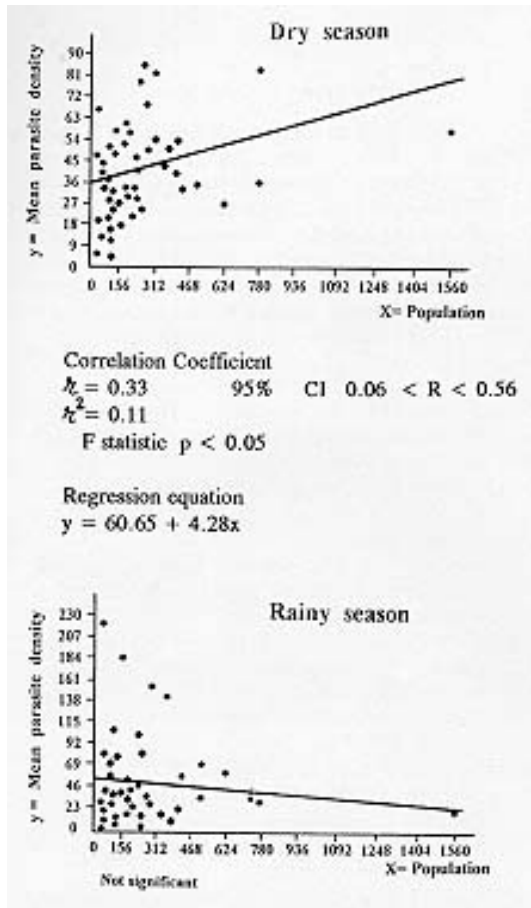 Dry season
y = Mean parasite density
90
81
72
63
54
45
36
27
18
9
0
0 156 312 468 624 780 936 1092 1248 1404 1560
X= Population
Correlation Coefficient
r = 0.33 95% CI 0.06 < R < 0.56
r² = 0.11
F statistic p < 0.05
Regression equation
y = 60.65 + 4.28x
Rainy season
y = Mean parasite density
230
207
184
161
138
115
92
69
46
23
0
0 156 312 468 624 780 936 1092 1248 1404 1560
X= Population
Not significant